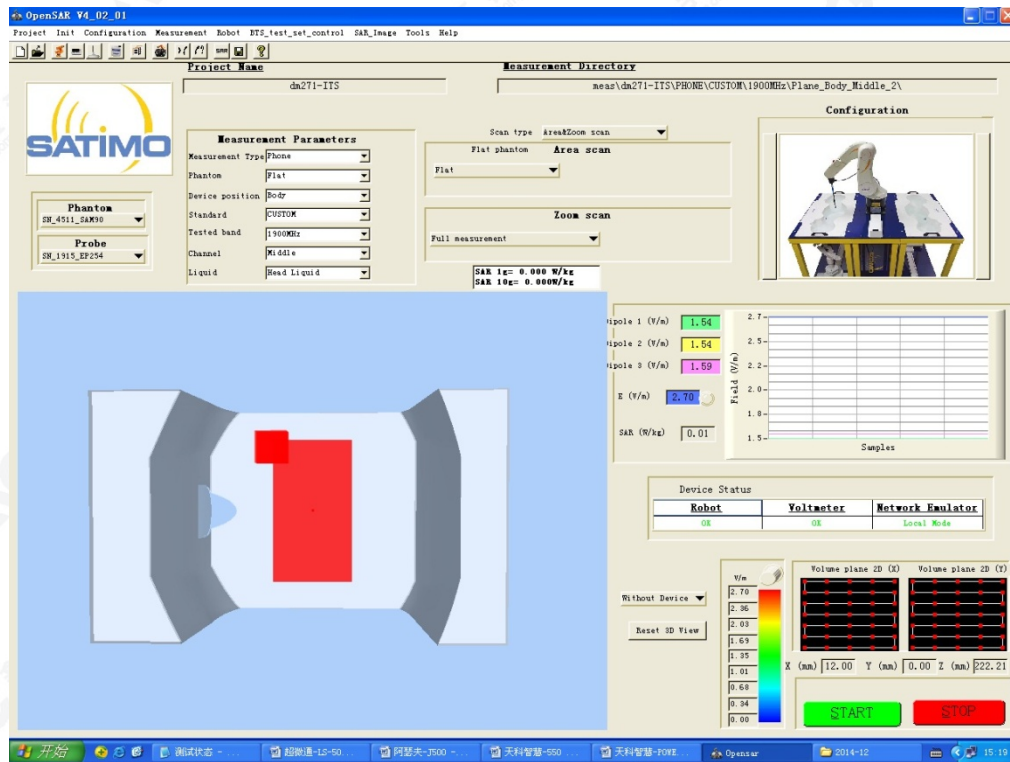 OpenSAR V4_02_01
Project Init Configuration Measurement Robot BTS_test_set_control SAR_Image Tools Help
Project Name
Measurement Directory
dm271-ITS
meas\dm271-ITS\PHONE\CUSTOM\1900MHz\Plane_Body_Middle_2\
Configuration
SATIMO
Measurement Parameters
Measurement Type Phone
Phantom Flat
Device position Body
Standard CUSTOM
Tested band 1900MHz
Channel Middle
Liquid Head Liquid
Phantom
SN_4511_SAM90
Probe
SN_1915_EP254
Scan type Area&Zoom scan
Flat phantom Area scan
Flat
Zoom scan
Full measurement
SAR 1g= 0.000 W/kg
SAR 10g= 0.000W/kg
ipole 1 (V/m) 1.54
ipole 2 (V/m) 1.54
ipole 3 (V/m) 1.59
E (V/m) 2.70
SAR (W/kg) 0.01
Field (V/m)
2.7
2.5
2.2
2.0
1.8
1.5
Samples
Device Status
Robot Voltmeter Network Emulator
OK OK Local Mode
Without Device
Reset 3D View
V/m
2.70
2.36
2.03
1.69
1.35
1.01
0.68
0.34
0.00
Volume plane 2D (X) Volume plane 2D (Y)
X (mm) 12.00 Y (mm) 0.00 Z (mm) 222.21
START STOP
开始 测试状态 - ... 超微通-LS-50... 阿瑟夫-J500 -... 天科智慧-550 ... 天科智慧-POWE... Opensar 2014-12 15:19